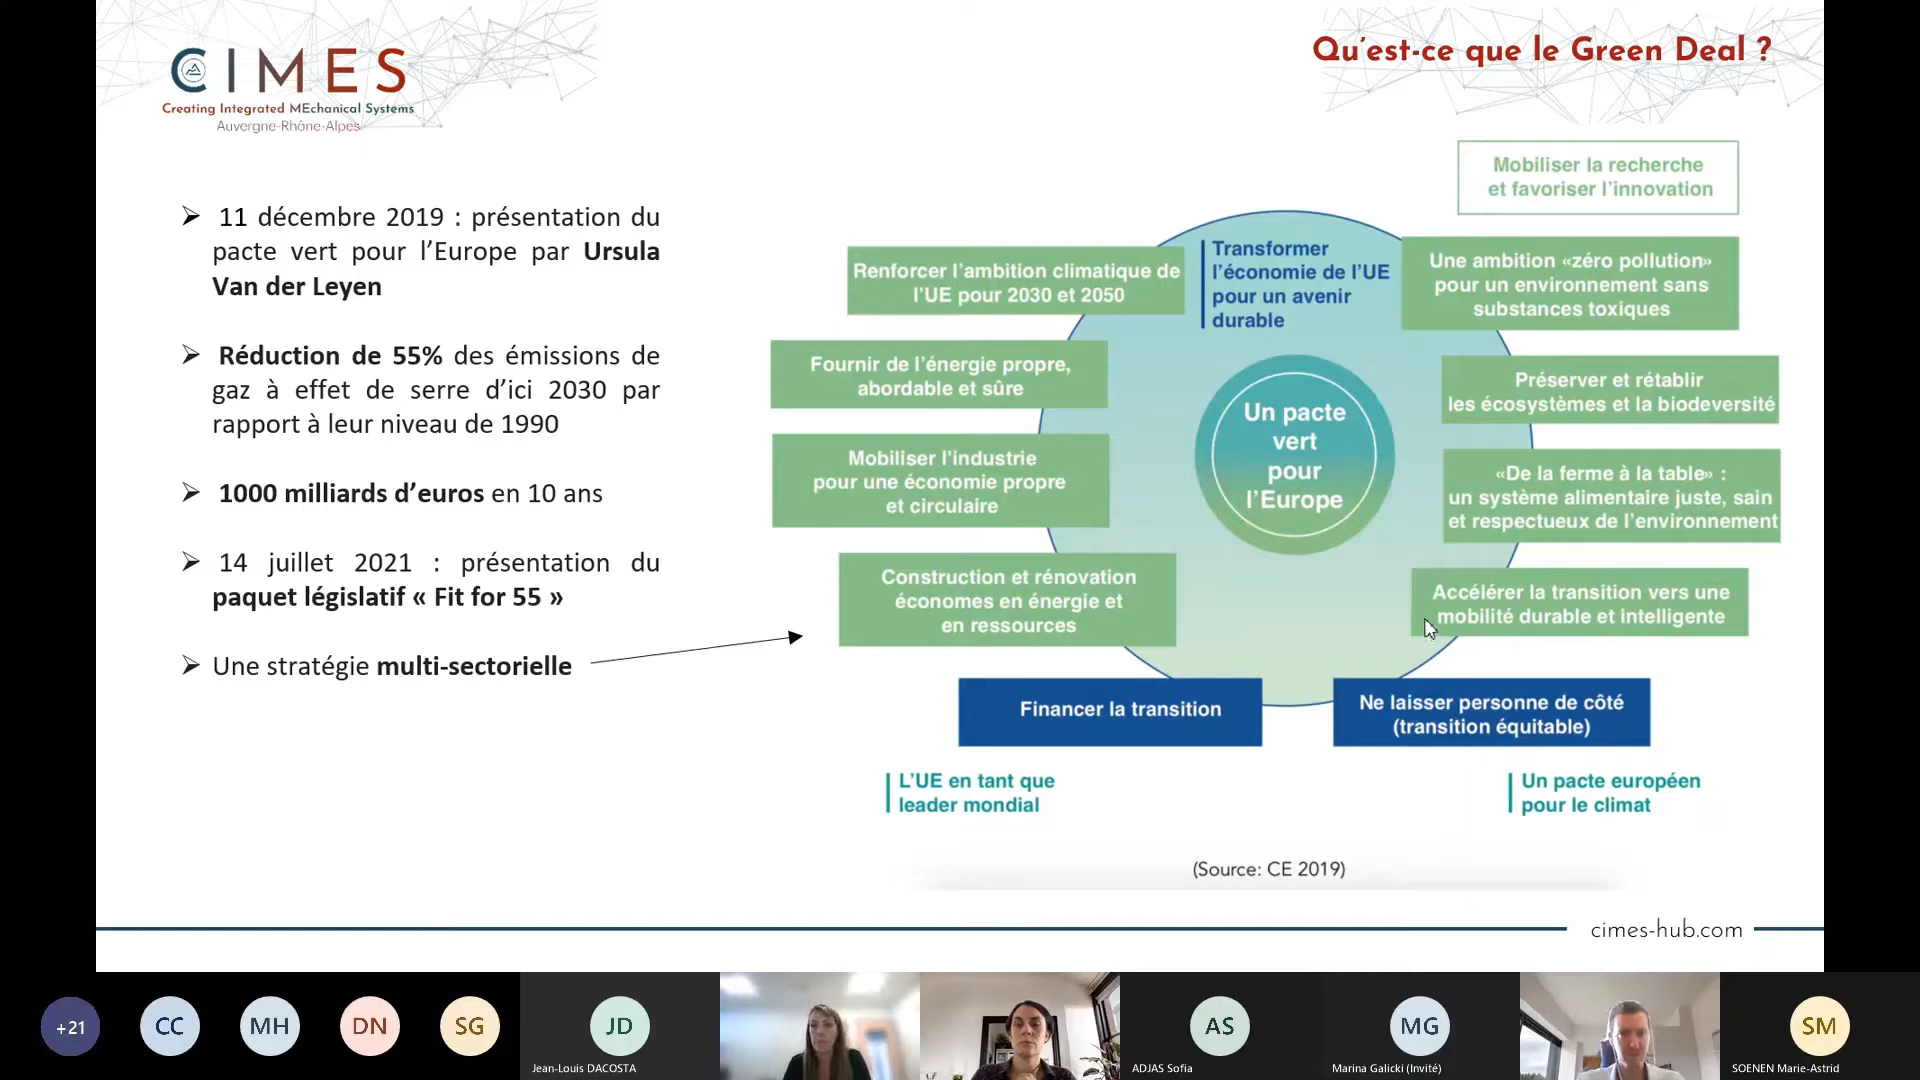 CIMES
Creating Integrated MEchanical Systems
Auvergne-Rhône-Alpes
Qu'est-ce que le Green Deal ?
➢ 11 décembre 2019 : présentation du
pacte vert pour l'Europe par Ursula
Van der Leyen
➢ Réduction de 55% des émissions de
gaz à effet de serre d'ici 2030 par
rapport à leur niveau de 1990
➢ 1000 milliards d'euros en 10 ans
➢ 14 juillet 2021 : présentation du
paquet législatif « Fit for 55 »
➢ Une stratégie multi-sectorielle
Mobiliser la recherche
et favoriser l'innovation
Transformer
l'économie de l'UE
pour un avenir
durable
Renforcer l'ambition climatique de
l'UE pour 2030 et 2050
Une ambition «zéro pollution»
pour un environnement sans
substances toxiques
Fournir de l'énergie propre,
abordable et sûre
Préserver et rétablir
les écosystèmes et la biodeversité
Un pacte
vert
pour
l'Europe
Mobiliser l'industrie
pour une économie propre
et circulaire
«De la ferme à la table» :
un système alimentaire juste, sain
et respectueux de l'environnement
Construction et rénovation
économes en énergie et
en ressources
Accélérer la transition vers une
mobilité durable et intelligente
Financer la transition
Ne laisser personne de côté
(transition équitable)
L'UE en tant que
leader mondial
Un pacte européen
pour le climat
(Source: CE 2019)
cimes-hub.com
+21
CC
MH
DN
SG
JD
Jean-Louis DACOSTA
AS
ADJAS Sofia
MG
Marina Galicki (Invité)
SM
SOENEN Marie-Astrid